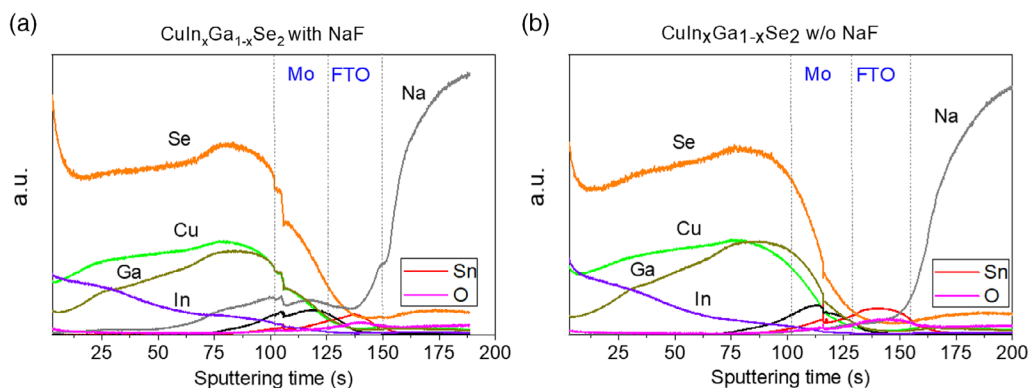 (a)
CuInxGa1-xSe2 with NaF
Mo FTO
Na
Se
Cu
Ga
In
Sn
O
a.u.
25 50 75 100 125 150 175 200
Sputtering time (s)
(b)
CuInxGa1-xSe2 w/o NaF
Mo FTO
Na
Se
Cu
Ga
In
Sn
O
a.u.
25 50 75 100 125 150 175 200
Sputtering time (s)